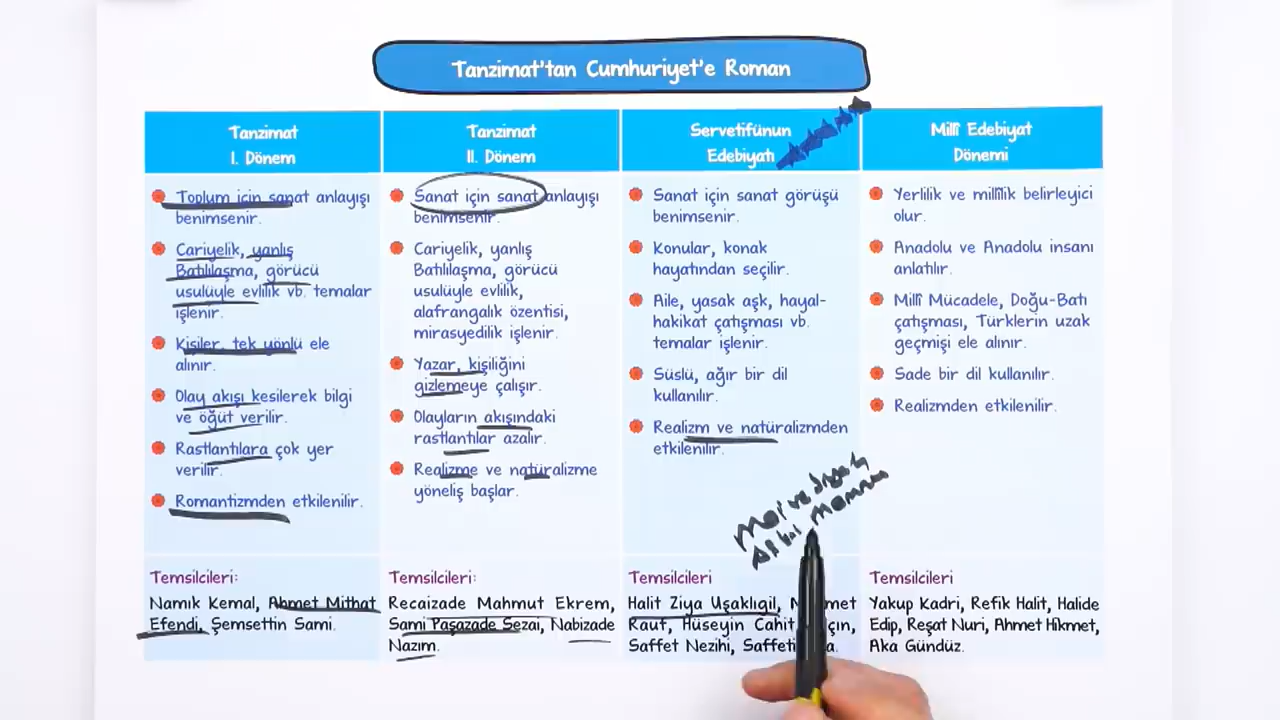 Tanzimat'tan Cumhuriyet'e Roman
Tanzimat
I. Dönem
Toplum için sanat anlayışı
benimsenir.
Cariyelik, yanlış
Batılılaşma, görücü
usulüyle evlilik vb. temalar
işlenir.
Kişiler, tek yönlü ele
alınır.
Olay akışı kesilerek bilgi
ve öğüt verilir.
Rastlantılara çok yer
verilir.
Romantizmden etkilenilir.
Temsilcileri:
Namık Kemal, Ahmet Mithat
Efendi, Şemsettin Sami.
Tanzimat
II. Dönem
Sanat için sanat anlayışı
benimsenir.
Cariyelik, yanlış
Batılılaşma, görücü
usulüyle evlilik,
alafrangalık özentisi,
mirasyedilik işlenir.
Yazar, kişiliğini
gizlemeye çalışır.
Olayların akışındaki
rastlantılar azalır.
Realizme ve natüralizme
yöneliş başlar.
Temsilcileri:
Recaizade Mahmut Ekrem,
Sami Paşazade Sezai, Nabizade
Nazım.
Servetifünun
Edebiyatı
Sanat için sanat görüşü
benimsenir.
Konular, konak
hayatından seçilir.
Aile, yasak aşk, hayal-
hakikat çatışması vb.
temalar işlenir.
Süslü, ağır bir dil
kullanılır.
Realizm ve natüralizmden
etkilenilir.
Mai ve Siyah
Temsilcileri
Halit Ziya Uşaklıgil,
Rauf, Hüseyin Cahit
Saffet Nezihi,
Millî Edebiyat
Dönemi
Yerlilik ve millîlik belirleyici
olur.
Anadolu ve Anadolu insanı
anlatılır.
Millî Mücadele, Doğu-Batı
çatışması, Türklerin uzak
geçmişi ele alınır.
Sade bir dil kullanılır.
Realizmden etkilenilir.
Temsilcileri
Yakup Kadri, Refik Halit, Halide
Edip, Reşat Nuri, Ahmet Hikmet,
Aka Gündüz.